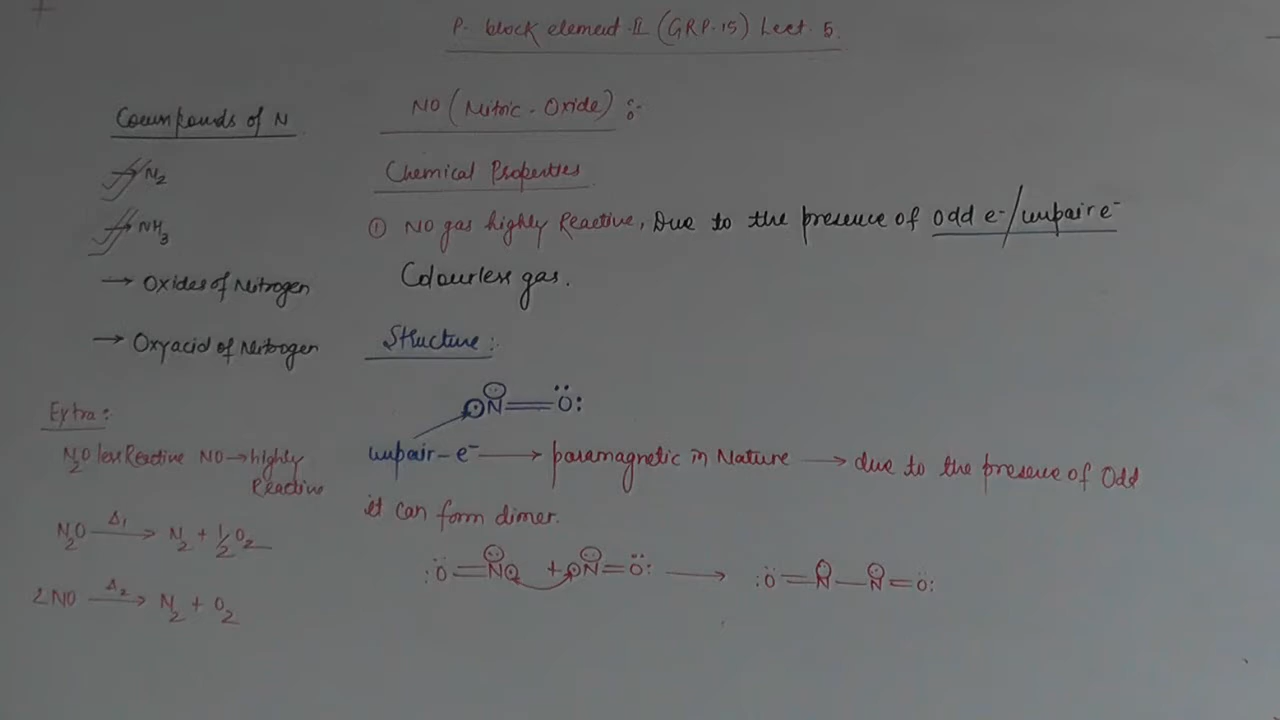 P. block element-II (GRP-15) Lect. 5.
Compounds of N
N2
NH3
→ Oxides of Nitrogen
→ Oxyacid of Nitrogen
Extra:
N2O less Reactive NO → highly
Reactive
N2O —Δ1→ N2 + 1/2 O2
2NO —Δ2→ N2 + O2
NO (Nitric - Oxide) :-
Chemical Properties
① NO gas highly Reactive, Due to the presence of odd e-/unpair e-
Colourless gas.
Structure:
N=O:
unpair-e- → paramagnetic in Nature → due to the presence of Odd
it can form dimer.
:O=N + N=O: → :O=N—N=O: